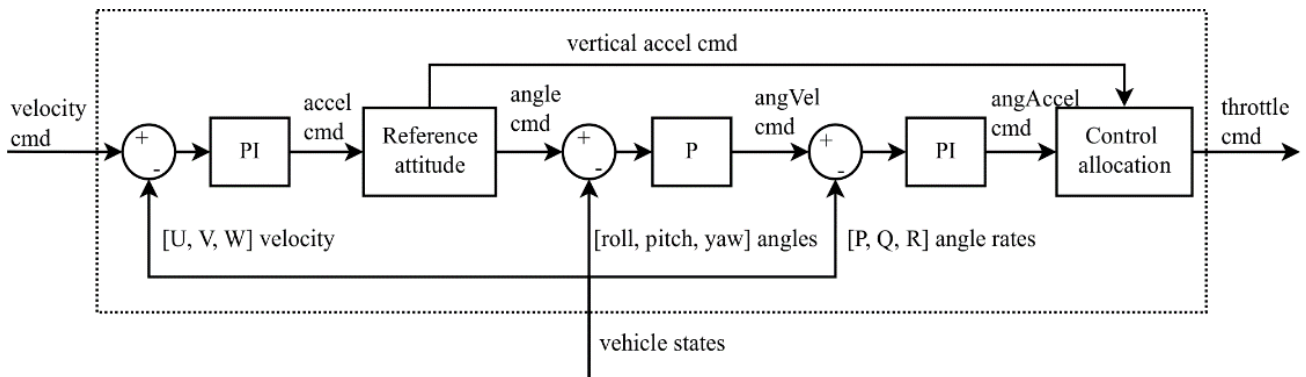 vertical accel cmd
velocity
cmd
+
-
PI
accel
cmd
Reference
attitude
angle
cmd
+
-
P
angVel
cmd
+
-
PI
angAccel
cmd
Control
allocation
throttle
cmd
[U, V, W] velocity
[roll, pitch, yaw] angles
[P, Q, R] angle rates
vehicle states